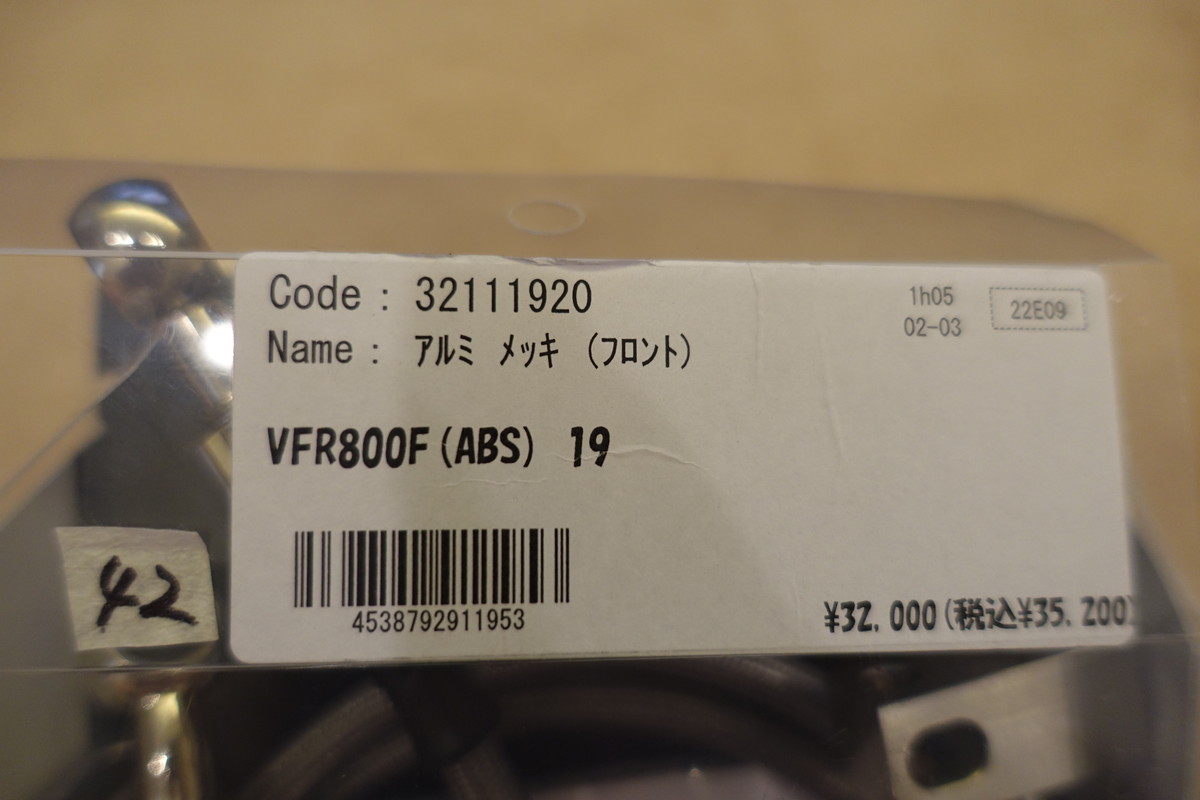 Code : 32111920
Name : アルミ メッキ (フロント)
1h05
02-03
22E09
VFR800F(ABS) 19
4538792911953
¥32,000(税込¥35,200)
42